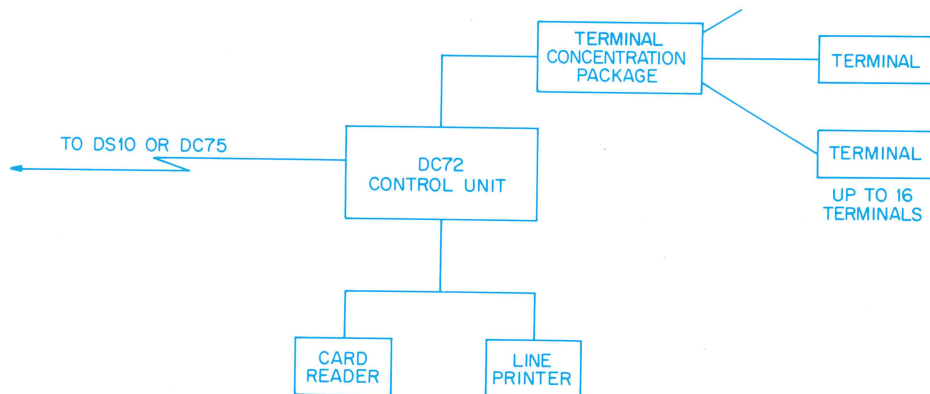 TERMINAL
CONCENTRATION
PACKAGE
TERMINAL
TO DS10 OR DC75
DC72
CONTROL UNIT
TERMINAL
UP TO 16
TERMINALS
CARD
READER
LINE
PRINTER